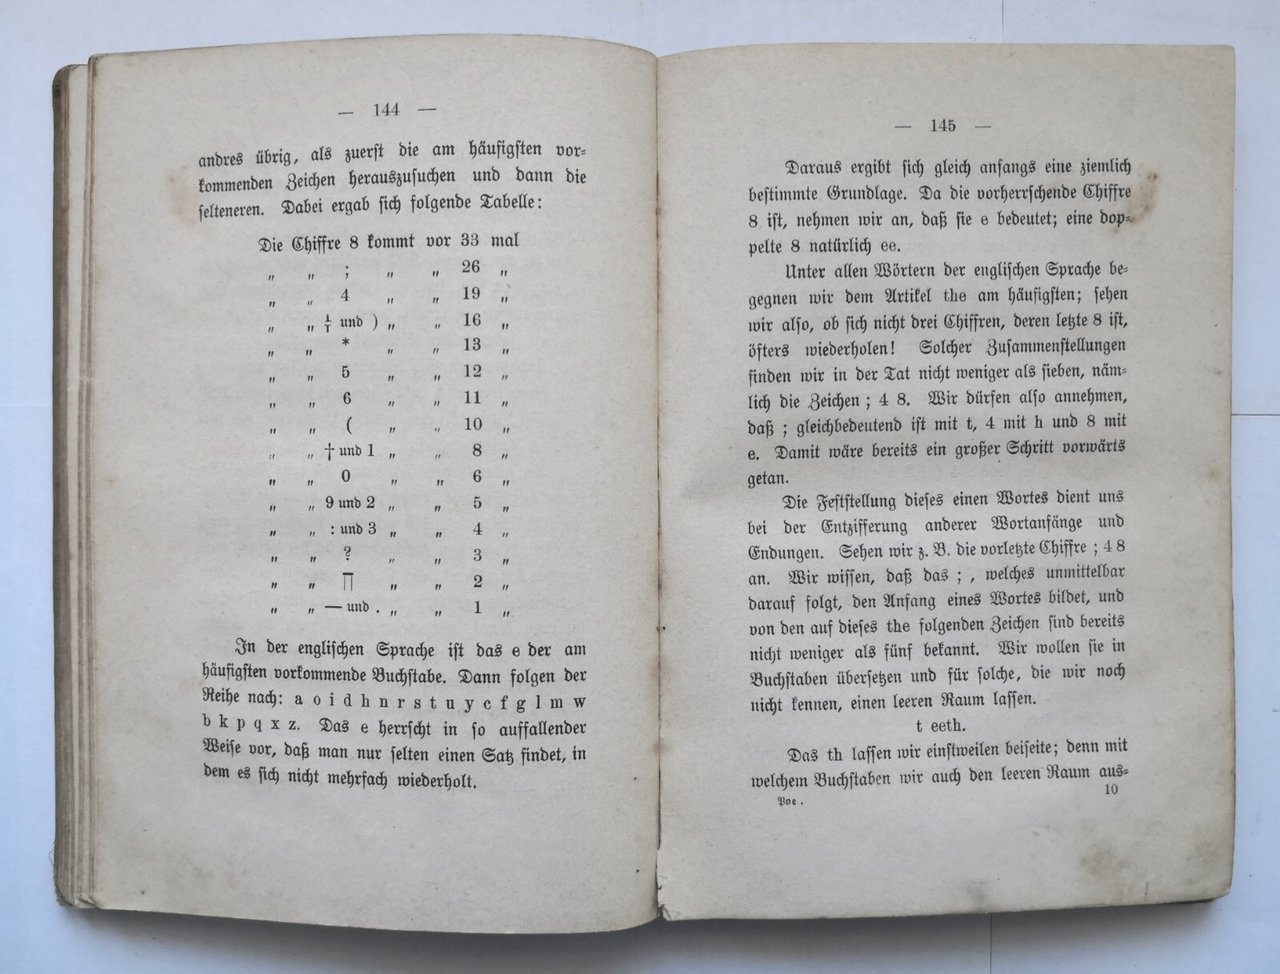 — 144 —
andres übrig, als zuerst die am häufigsten vor-
kommenden Zeichen herauszusuchen und dann die
selteneren. Dabei ergab sich folgende Tabelle:
Die Chiffre 8 kommt vor 33 mal
„ „ ; „ „ 26 „
„ „ 4 „ „ 19 „
„ „ ‡ und ) „ „ 16 „
„ „ * „ „ 13 „
„ „ 5 „ „ 12 „
„ „ 6 „ „ 11 „
„ „ ( „ „ 10 „
„ „ † und 1 „ „ 8 „
„ „ 0 „ „ 6 „
„ „ 9 und 2 „ „ 5 „
„ „ : und 3 „ „ 4 „
„ „ ? „ „ 3 „
„ „ ∏ „ „ 2 „
„ „ — und . „ „ 1 „
In der englischen Sprache ist das e der am
häufigsten vorkommende Buchstabe. Dann folgen der
Reihe nach: a o i d h n r s t u y c f g l m w
b k p q x z. Das e herrscht in so auffallender
Weise vor, daß man nur selten einen Satz findet, in
dem es sich nicht mehrfach wiederholt.
— 145 —
Daraus ergibt sich gleich anfangs eine ziemlich
bestimmte Grundlage. Da die vorherrschende Chiffre
8 ist, nehmen wir an, daß sie e bedeutet; eine dop-
pelte 8 natürlich ee.
Unter allen Wörtern der englischen Sprache be-
gegnen wir dem Artikel the am häufigsten; sehen
wir also, ob sich nicht drei Chiffren, deren letzte 8 ist,
öfters wiederholen! Solcher Zusammenstellungen
finden wir in der Tat nicht weniger als sieben, näm-
lich die Zeichen ; 4 8. Wir dürfen also annehmen,
daß ; gleichbedeutend ist mit t, 4 mit h und 8 mit
e. Damit wäre bereits ein großer Schritt vorwärts
getan.
Die Feststellung dieses einen Wortes dient uns
bei der Entzifferung anderer Wortanfänge und
Endungen. Sehen wir z. B. die vorletzte Chiffre ; 4 8
an. Wir wissen, daß das ; , welches unmittelbar
darauf folgt, den Anfang eines Wortes bildet, und
von den auf dieses the folgenden Zeichen sind bereits
nicht weniger als fünf bekannt. Wir wollen sie in
Buchstaben übersetzen und für solche, die wir noch
nicht kennen, einen leeren Raum lassen.
t eeth.
Das th lassen wir einstweilen beiseite; denn mit
welchem Buchstaben wir auch den leeren Raum aus-
Poe. 10